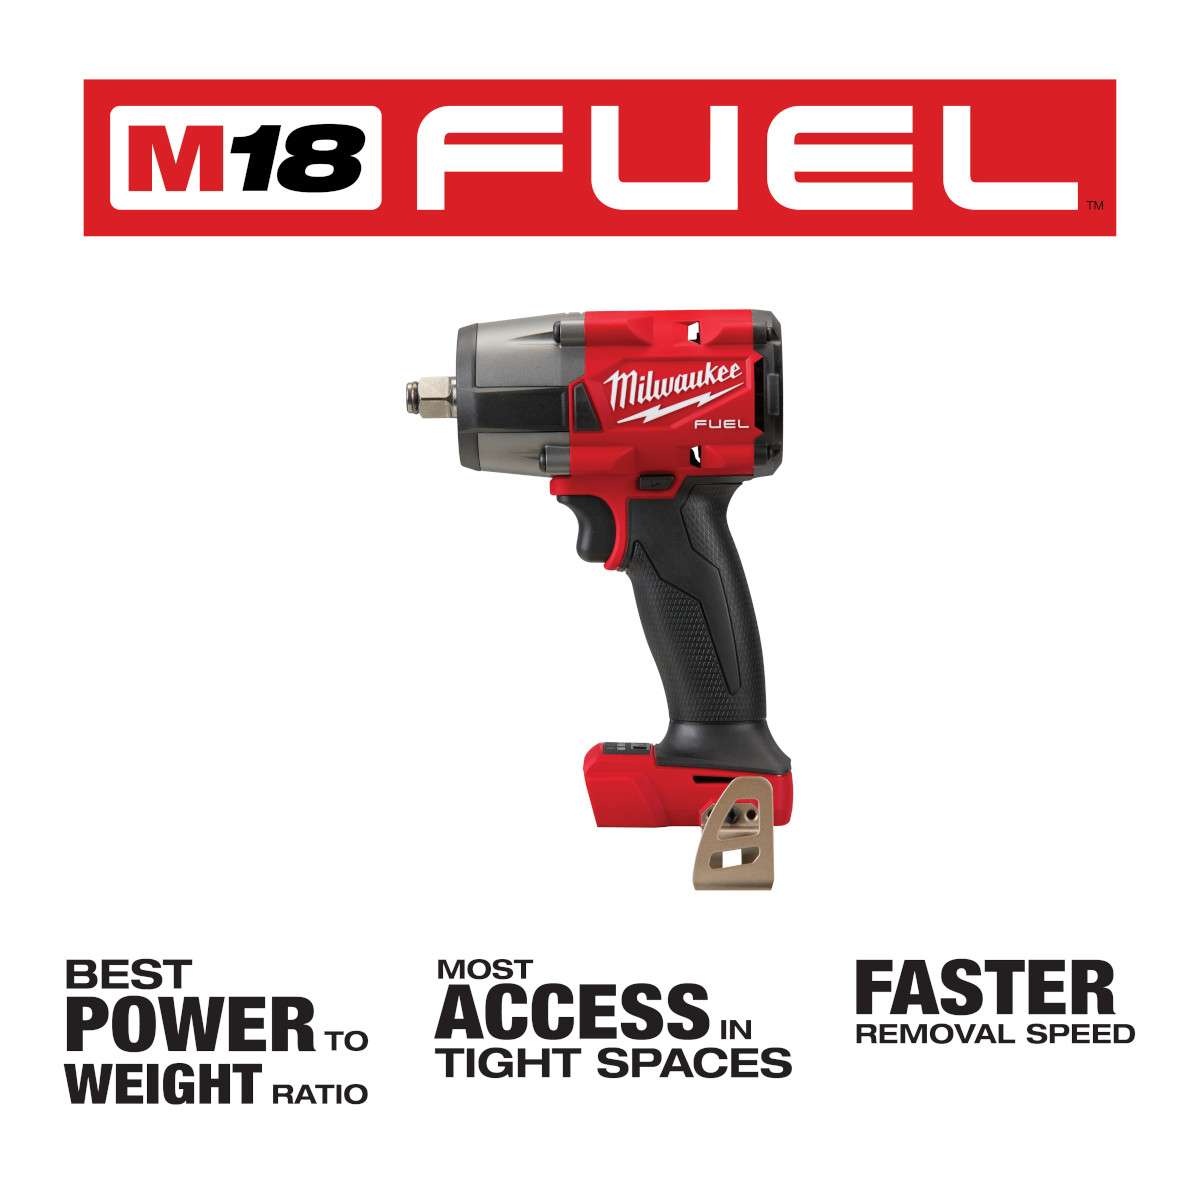 M18 FUEL™
Milwaukee
FUEL
BEST
POWER TO
WEIGHT RATIO
MOST
ACCESS IN
TIGHT SPACES
FASTER
REMOVAL SPEED